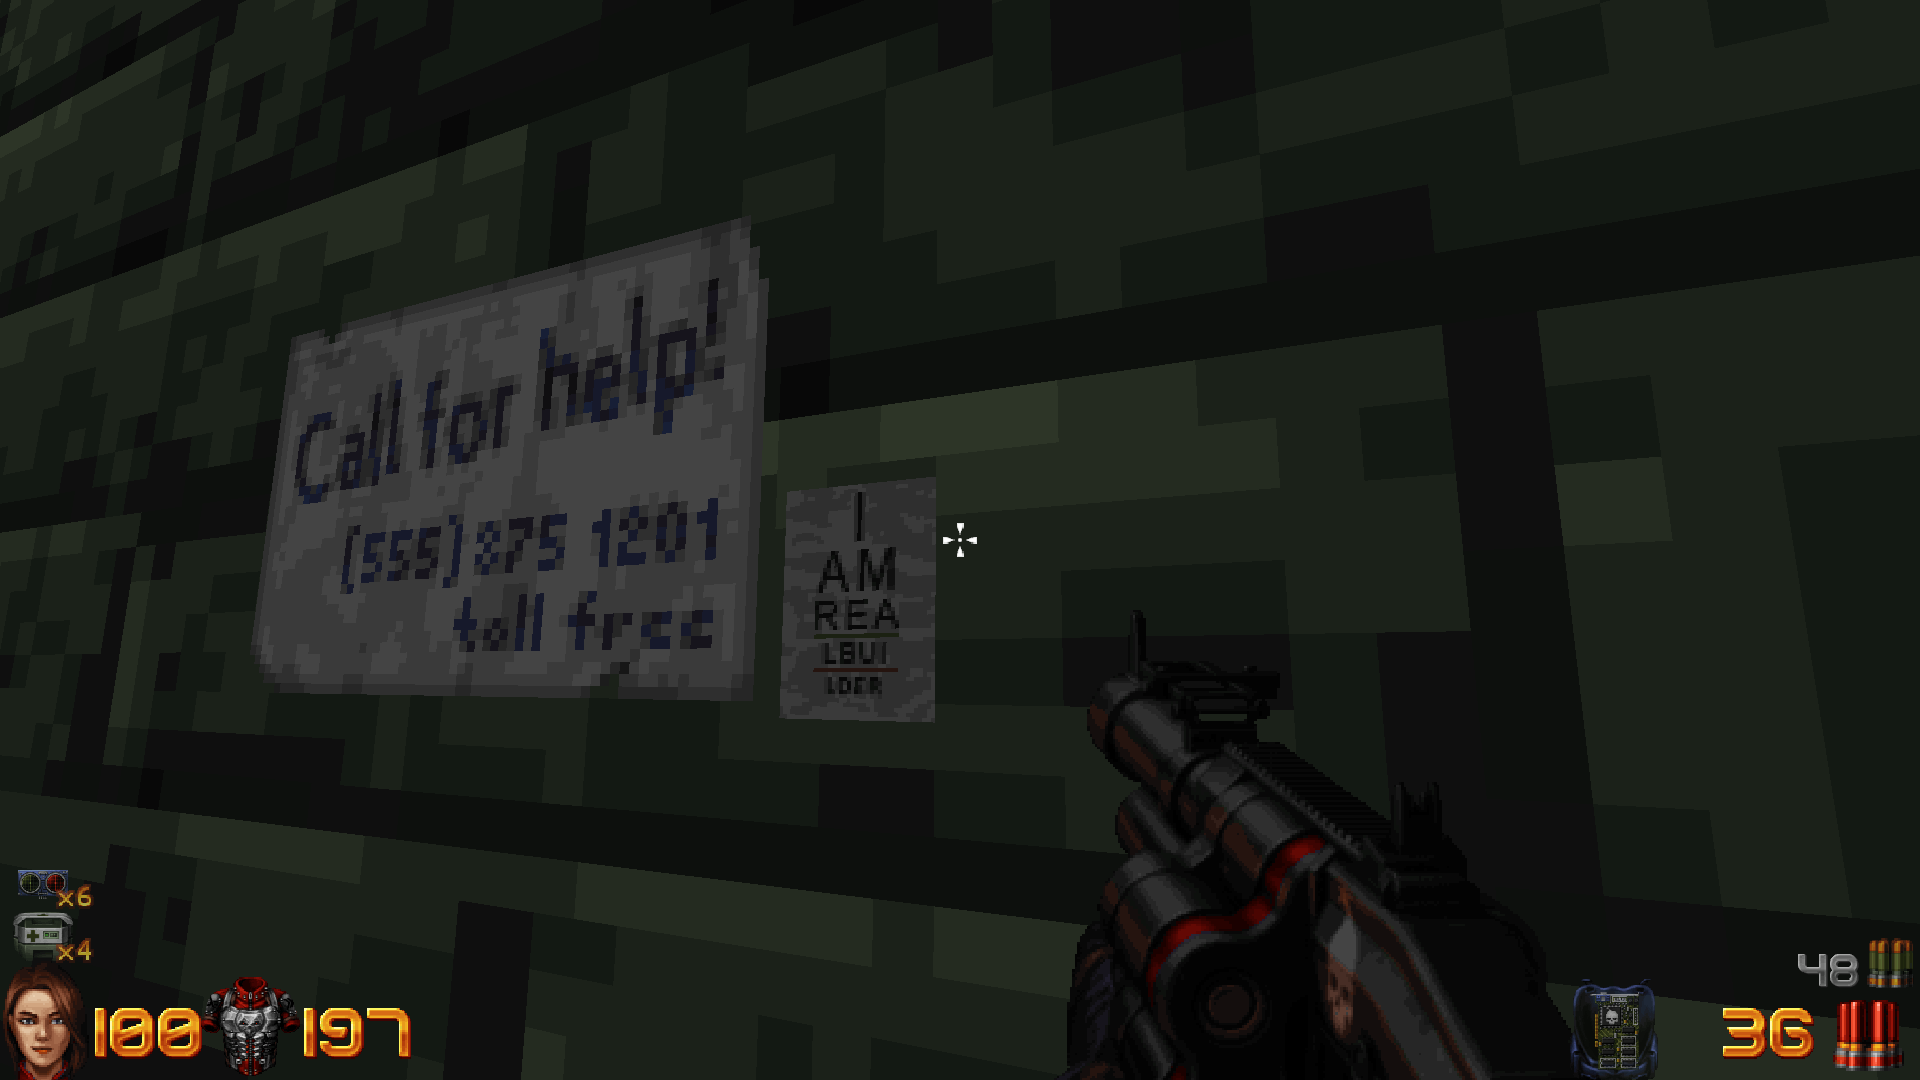 Call for help!
(555) 875 1201
toll free
I
AM
REA
LBUI
LDER
x6
x4
100
197
48
36